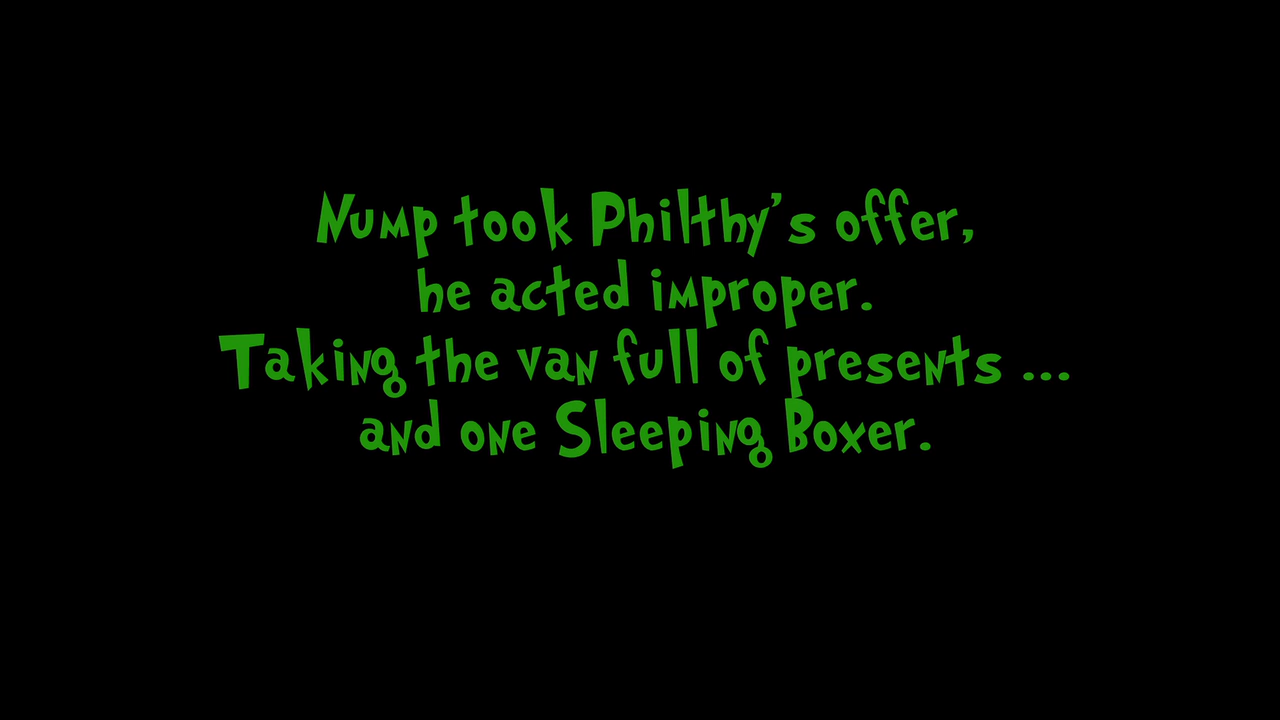 Nump took Philthy's offer,
he acted improper.
Taking the van full of presents ...
and one Sleeping Boxer.